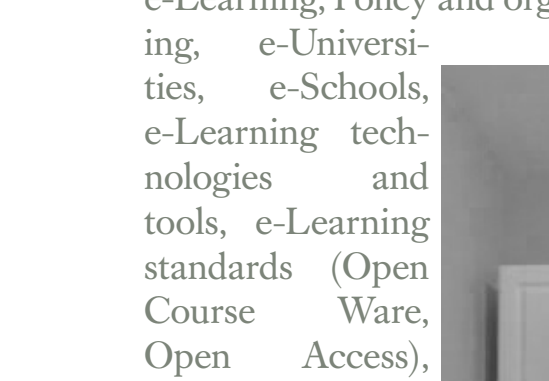 e-Learning, Policy and org
ing, e-Universi-
ties, e-Schools,
e-Learning tech-
nologies and
tools, e-Learning
standards (Open
Course Ware,
Open Access),